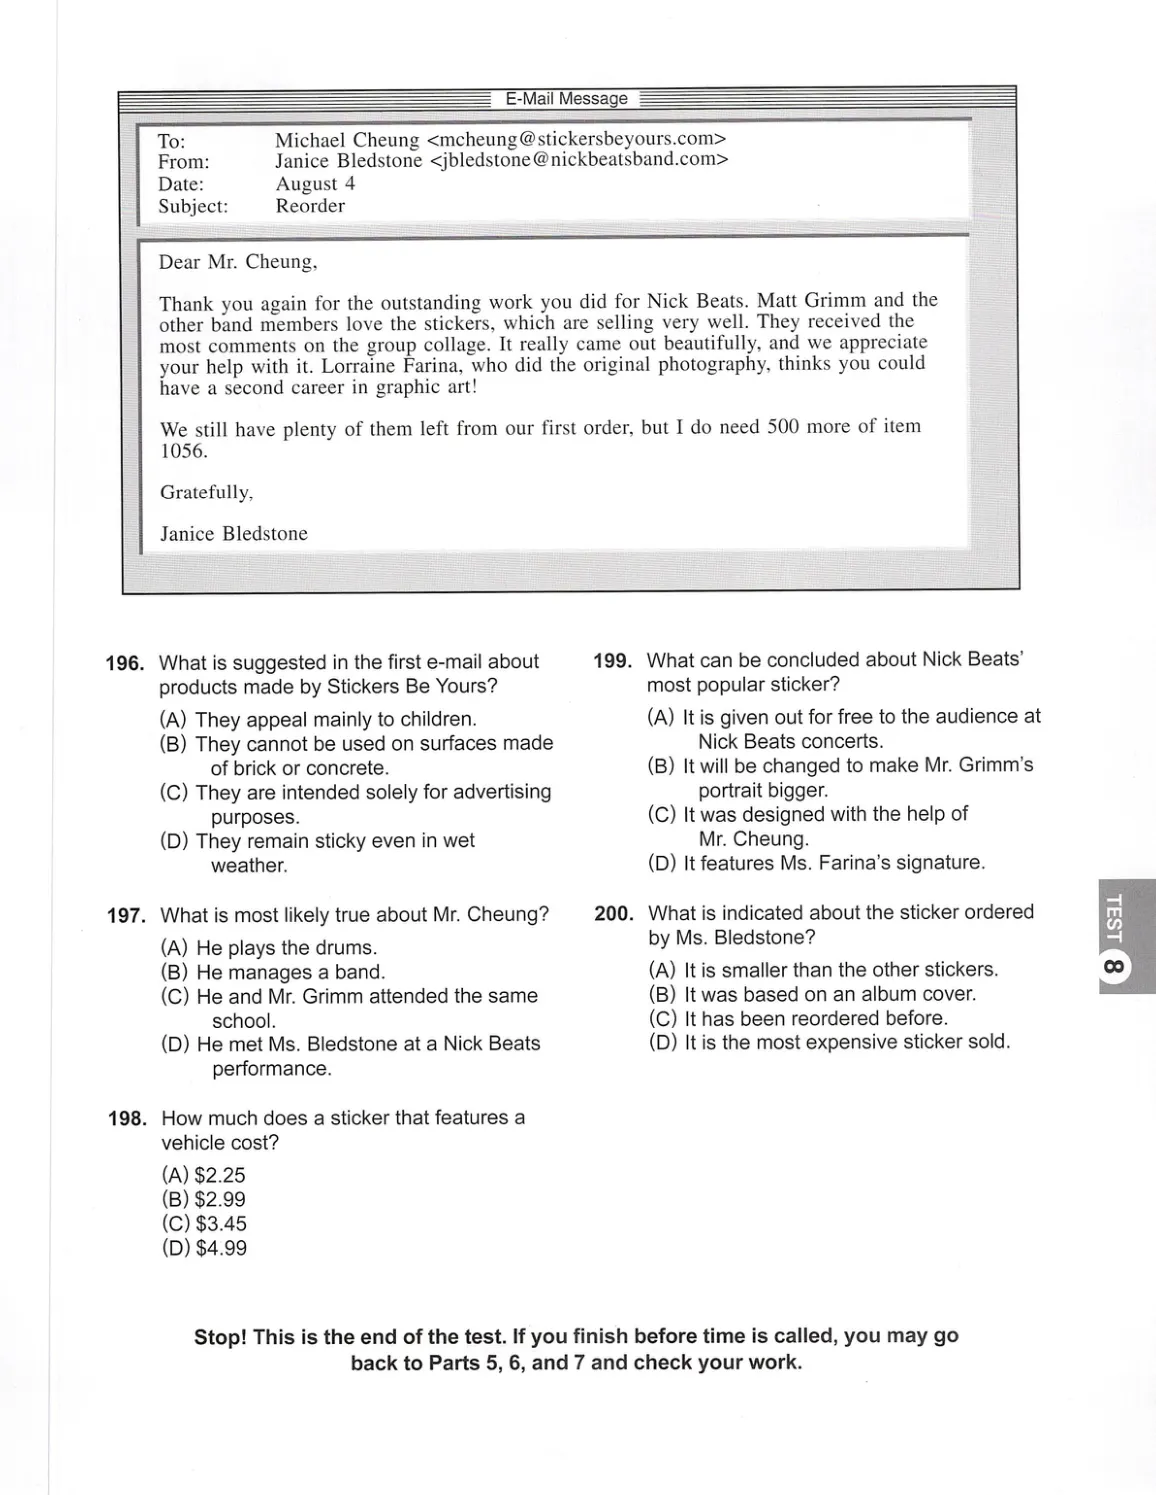 E-Mail Message
To: Michael Cheung <mcheung@stickersbeyours.com>
From: Janice Bledstone <jbledstone@nickbeatsband.com>
Date: August 4
Subject: Reorder
Dear Mr. Cheung,
Thank you again for the outstanding work you did for Nick Beats. Matt Grimm and the
other band members love the stickers, which are selling very well. They received the
most comments on the group collage. It really came out beautifully, and we appreciate
your help with it. Lorraine Farina, who did the original photography, thinks you could
have a second career in graphic art!
We still have plenty of them left from our first order, but I do need 500 more of item
1056.
Gratefully,
Janice Bledstone
196. What is suggested in the first e-mail about
products made by Stickers Be Yours?
(A) They appeal mainly to children.
(B) They cannot be used on surfaces made
of brick or concrete.
(C) They are intended solely for advertising
purposes.
(D) They remain sticky even in wet
weather.
197. What is most likely true about Mr. Cheung?
(A) He plays the drums.
(B) He manages a band.
(C) He and Mr. Grimm attended the same
school.
(D) He met Ms. Bledstone at a Nick Beats
performance.
198. How much does a sticker that features a
vehicle cost?
(A) $2.25
(B) $2.99
(C) $3.45
(D) $4.99
199. What can be concluded about Nick Beats'
most popular sticker?
(A) It is given out for free to the audience at
Nick Beats concerts.
(B) It will be changed to make Mr. Grimm's
portrait bigger.
(C) It was designed with the help of
Mr. Cheung.
(D) It features Ms. Farina's signature.
200. What is indicated about the sticker ordered
by Ms. Bledstone?
(A) It is smaller than the other stickers.
(B) It was based on an album cover.
(C) It has been reordered before.
(D) It is the most expensive sticker sold.
TEST 8
Stop! This is the end of the test. If you finish before time is called, you may go
back to Parts 5, 6, and 7 and check your work.